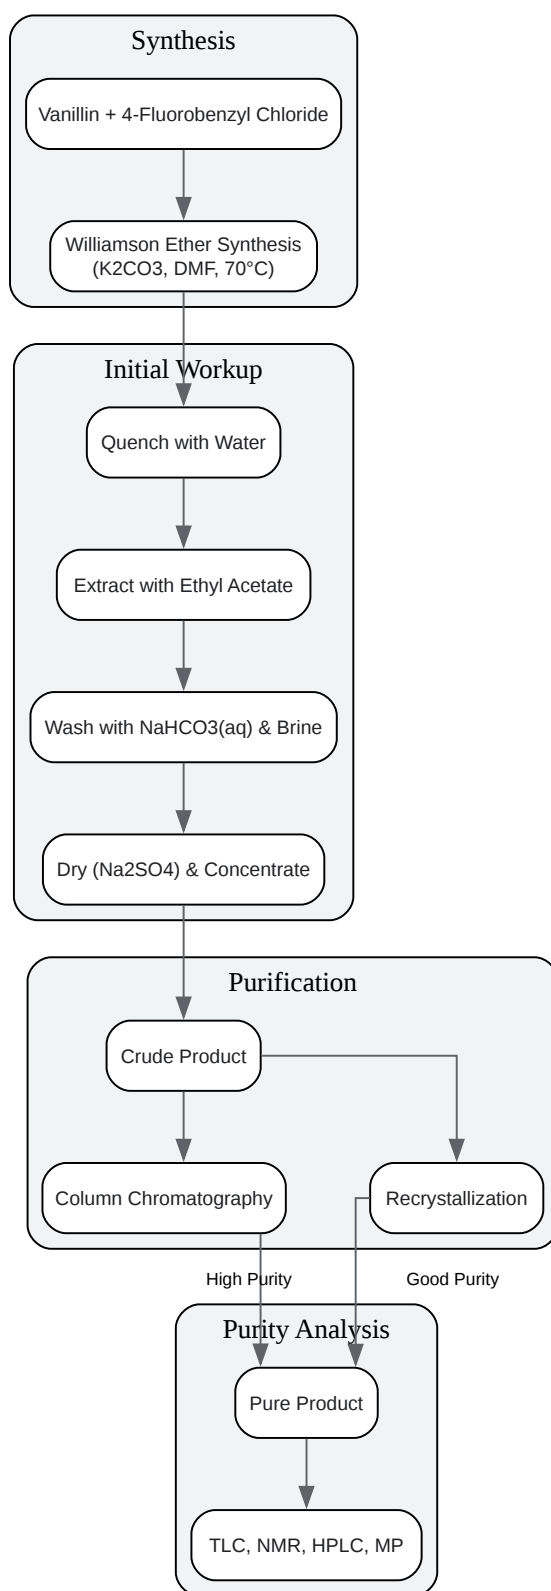 Synthesis
Vanillin + 4-Fluorobenzyl Chloride
Williamson Ether Synthesis
(K2CO3, DMF, 70°C)
Initial Workup
Quench with Water
Extract with Ethyl Acetate
Wash with NaHCO3(aq) & Brine
Dry (Na2SO4) & Concentrate
Purification
Crude Product
Column Chromatography
Recrystallization
High Purity
Good Purity
Purity Analysis
Pure Product
TLC, NMR, HPLC, MP